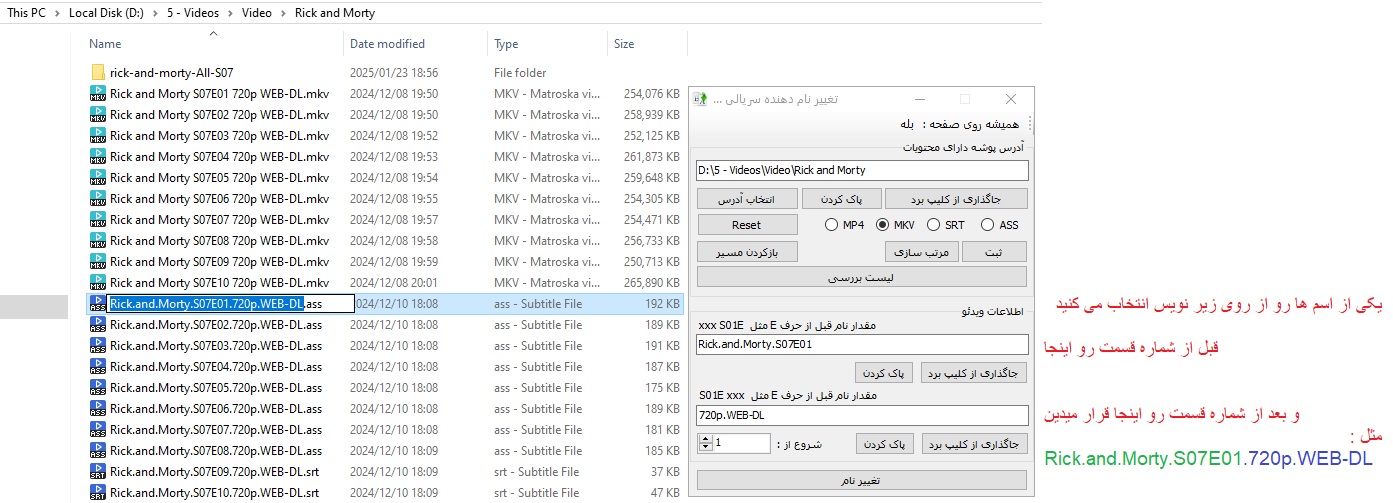 This PC > Local Disk (D:) > 5 - Videos > Video > Rick and Morty
Name Date modified Type Size
rick-and-morty-All-S07 2025/01/23 18:56 File folder
Rick and Morty S07E01 720p WEB-DL.mkv 2024/12/08 19:50 MKV - Matroska vi... 254,076 KB
Rick and Morty S07E02 720p WEB-DL.mkv 2024/12/08 19:50 MKV - Matroska vi... 258,939 KB
Rick and Morty S07E03 720p WEB-DL.mkv 2024/12/08 19:52 MKV - Matroska vi... 252,125 KB
Rick and Morty S07E04 720p WEB-DL.mkv 2024/12/08 19:53 MKV - Matroska vi... 261,873 KB
Rick and Morty S07E05 720p WEB-DL.mkv 2024/12/08 19:54 MKV - Matroska vi... 259,648 KB
Rick and Morty S07E06 720p WEB-DL.mkv 2024/12/08 19:55 MKV - Matroska vi... 254,305 KB
Rick and Morty S07E07 720p WEB-DL.mkv 2024/12/08 19:57 MKV - Matroska vi... 254,471 KB
Rick and Morty S07E08 720p WEB-DL.mkv 2024/12/08 19:58 MKV - Matroska vi... 256,733 KB
Rick and Morty S07E09 720p WEB-DL.mkv 2024/12/08 19:59 MKV - Matroska vi... 250,713 KB
Rick and Morty S07E10 720p WEB-DL.mkv 2024/12/08 20:01 MKV - Matroska vi... 265,890 KB
Rick.and.Morty.S07E01.720p.WEB-DL.ass 2024/12/10 18:08 ass - Subtitle File 192 KB
Rick.and.Morty.S07E02.720p.WEB-DL.ass 2024/12/10 18:08 ass - Subtitle File 189 KB
Rick.and.Morty.S07E03.720p.WEB-DL.ass 2024/12/10 18:08 ass - Subtitle File 191 KB
Rick.and.Morty.S07E04.720p.WEB-DL.ass 2024/12/10 18:08 ass - Subtitle File 187 KB
Rick.and.Morty.S07E05.720p.WEB-DL.ass 2024/12/10 18:08 ass - Subtitle File 175 KB
Rick.and.Morty.S07E06.720p.WEB-DL.ass 2024/12/10 18:08 ass - Subtitle File 189 KB
Rick.and.Morty.S07E07.720p.WEB-DL.ass 2024/12/10 18:08 ass - Subtitle File 181 KB
Rick.and.Morty.S07E08.720p.WEB-DL.ass 2024/12/10 18:08 ass - Subtitle File 189 KB
Rick.and.Morty.S07E09.720p.WEB-DL.srt 2024/12/10 18:09 srt - Subtitle File 37 KB
Rick.and.Morty.S07E10.720p.WEB-DL.srt 2024/12/10 18:09 srt - Subtitle File 47 KB
تغییر نام دهنده سریالی ...
همیشه روی صفحه : بله
آدرس پوشه دارای محتویات
D:\5 - Videos\Video\Rick and Morty
جاگذاری از کلیپ برد پاک کردن انتخاب آدرس
Reset MP4 MKV SRT ASS
ثبت مرتب سازی بازکردن مسیر
لیست بررسی
اطلاعات ویدئو
مقدار نام قبل از حرف E مثل xxx S01E
Rick.and.Morty.S07E01
جاگذاری از کلیپ برد پاک کردن
مقدار نام قبل از حرف E مثل S01E xxx
720p.WEB-DL
جاگذاری از کلیپ برد پاک کردن شروع از : 1
تغییر نام
یکی از اسم ها رو از روی زیر نویس انتخاب می کنید
قبل از شماره قسمت رو اینجا
و بعد از شماره قسمت رو اینجا قرار میدین
مثل :
Rick.and.Morty.S07E01.720p.WEB-DL